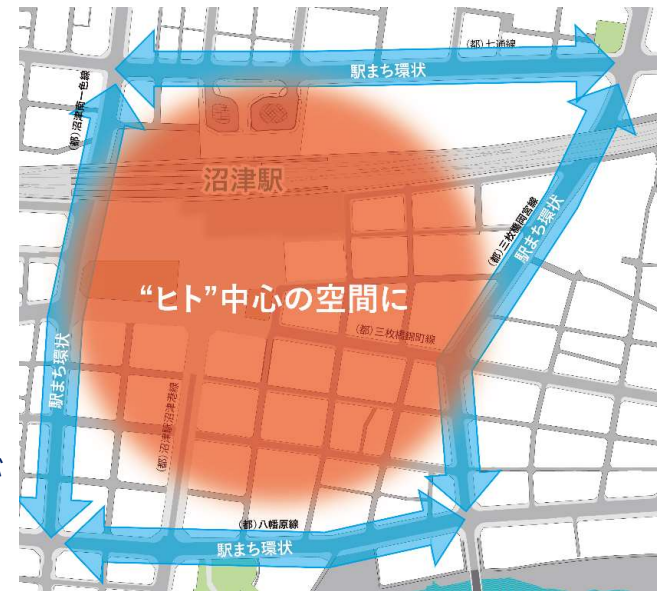 (都)七通線
駅まち環状
(都)沼津南一色線
沼津駅
(都)三枚橋岡宮線
駅まち環状
“ヒト”中心の空間に
(都)三枚橋錦町線
駅まち環状
(都)沼津駅沼津港線
(都)八幡原線
駅まち環状